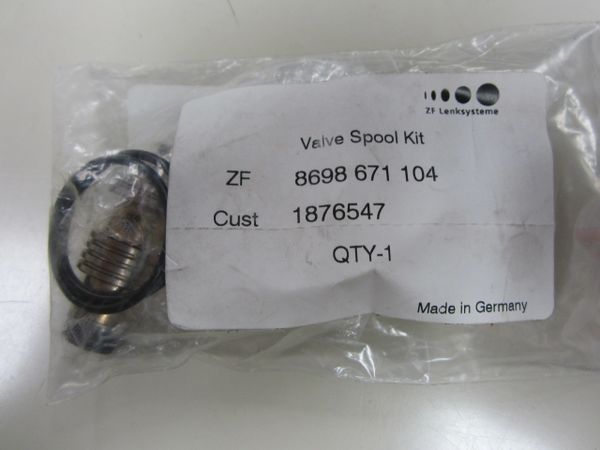 ZF Lenksysteme
Valve Spool Kit
ZF 8698 671 104
Cust 1876547
QTY-1
Made in Germany